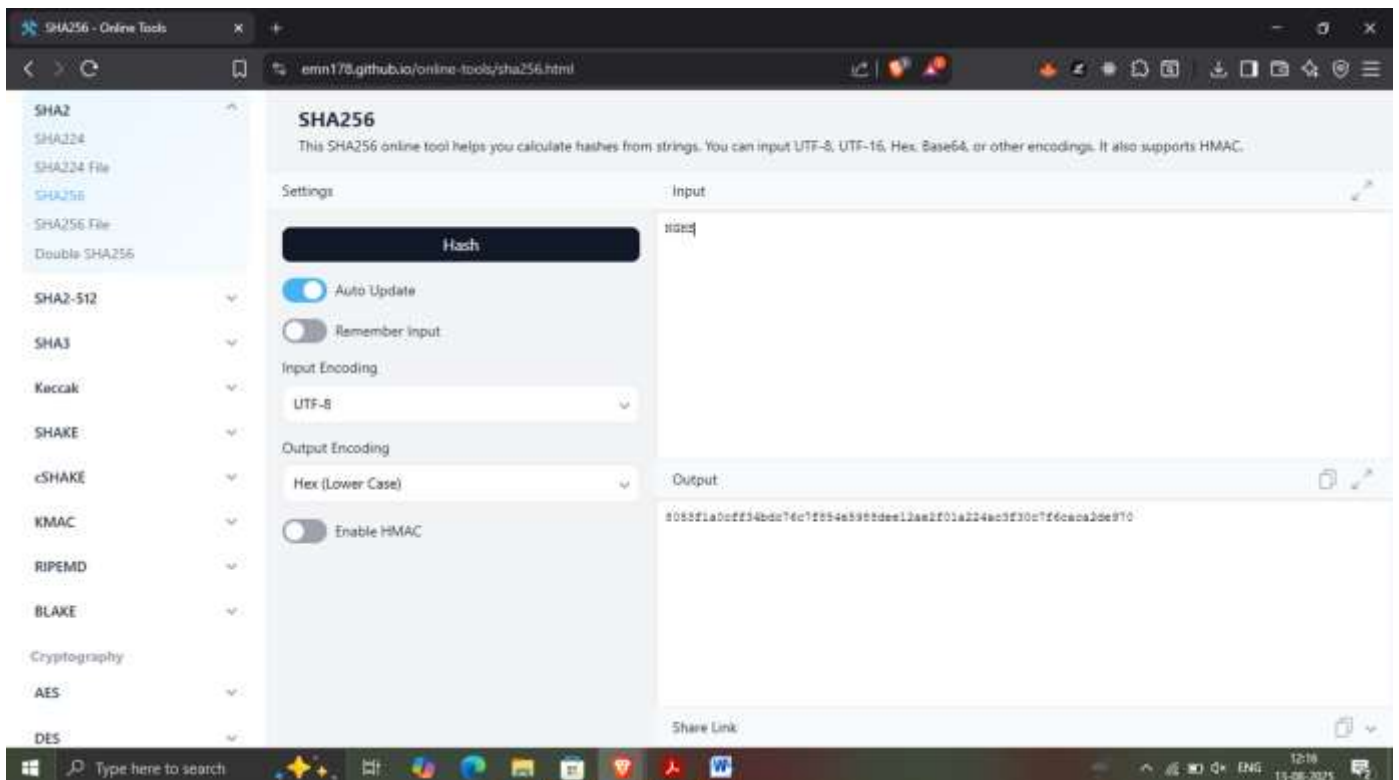 SHA256 - Online Tools
emn178.github.io/online-tools/sha256.html
SHA2
SHA224
SHA224 File
SHA256
SHA256 File
Double SHA256
SHA2-512
SHA3
Keccak
SHAKE
cSHAKE
KMAC
RIPEMD
BLAKE
Cryptography
AES
DES
SHA256
This SHA256 online tool helps you calculate hashes from strings. You can input UTF-8, UTF-16, Hex, Base64, or other encodings. It also supports HMAC.
Settings
Hash
Auto Update
Remember Input
Input Encoding
UTF-8
Output Encoding
Hex (Lower Case)
Enable HMAC
Input
Output
Share Link
Type here to search
ENG
12:16